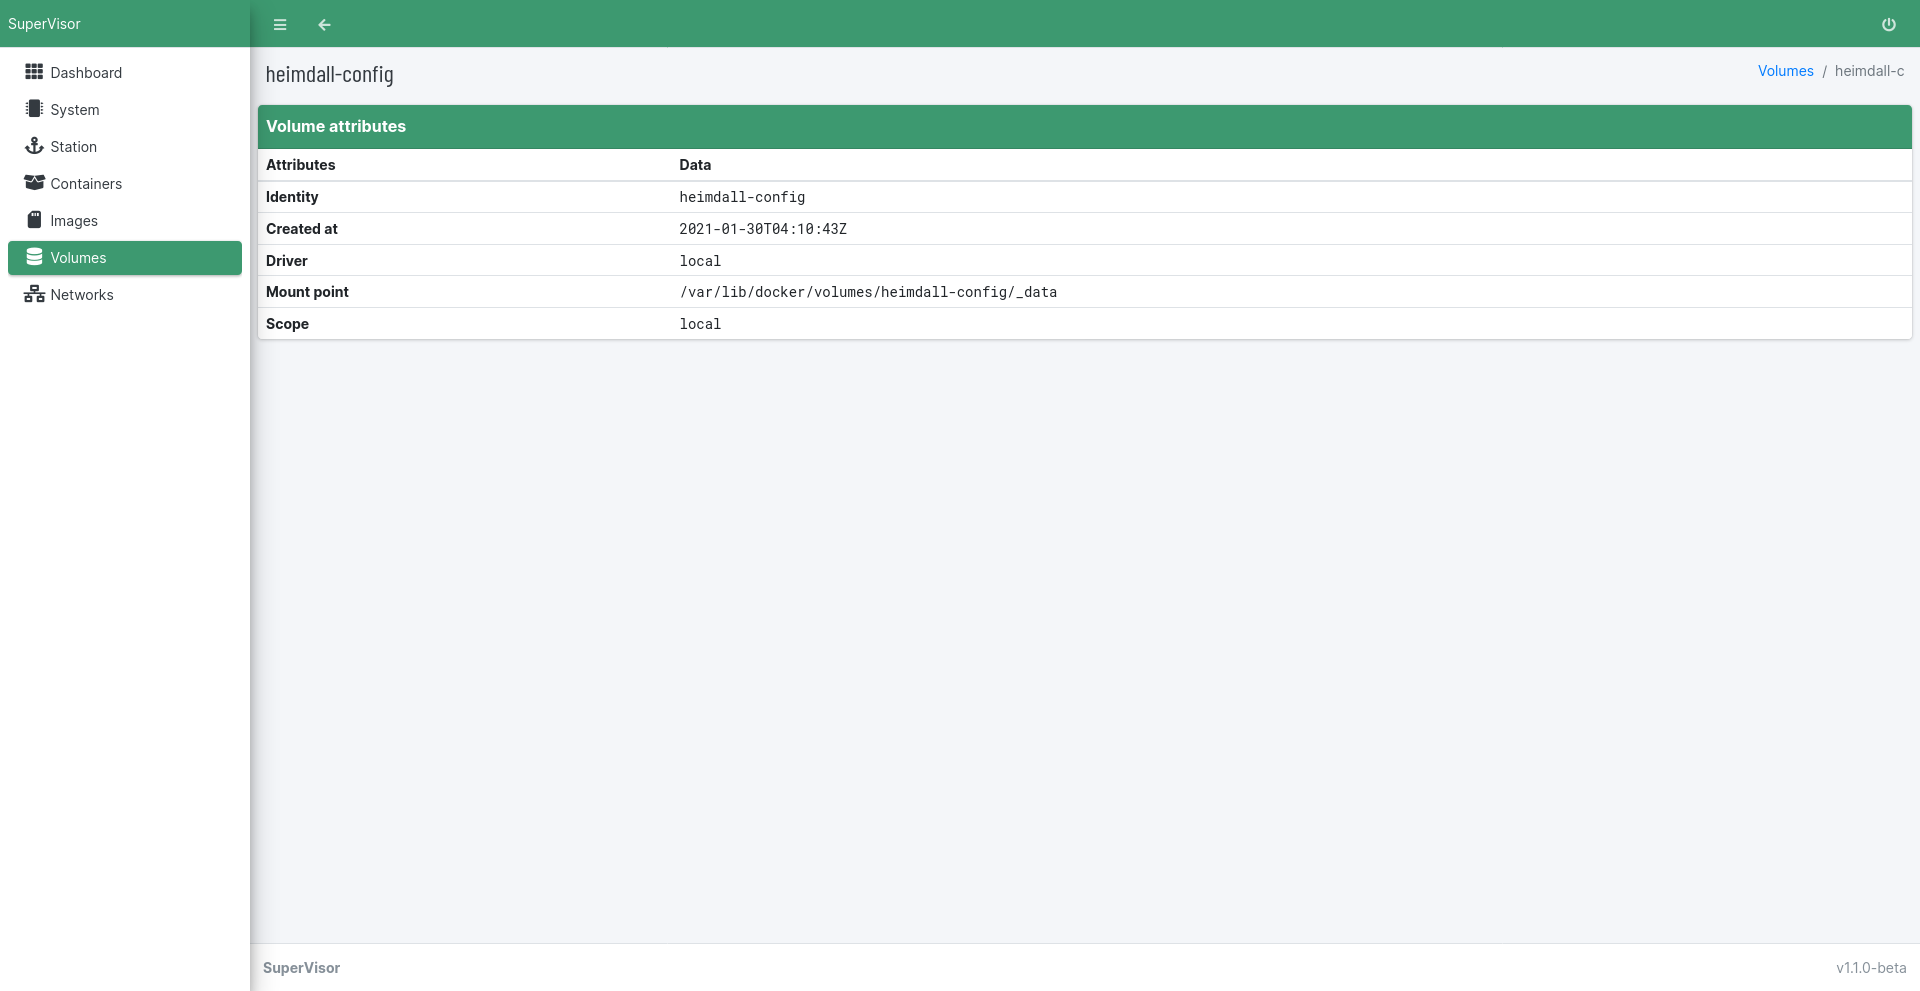 SuperVisor
Dashboard
System
Station
Containers
Images
Volumes
Networks
heimdall-config
Volumes / heimdall-c
Volume attributes
Attributes Data
Identity heimdall-config
Created at 2021-01-30T04:10:43Z
Driver local
Mount point /var/lib/docker/volumes/heimdall-config/_data
Scope local
SuperVisor v1.1.0-beta